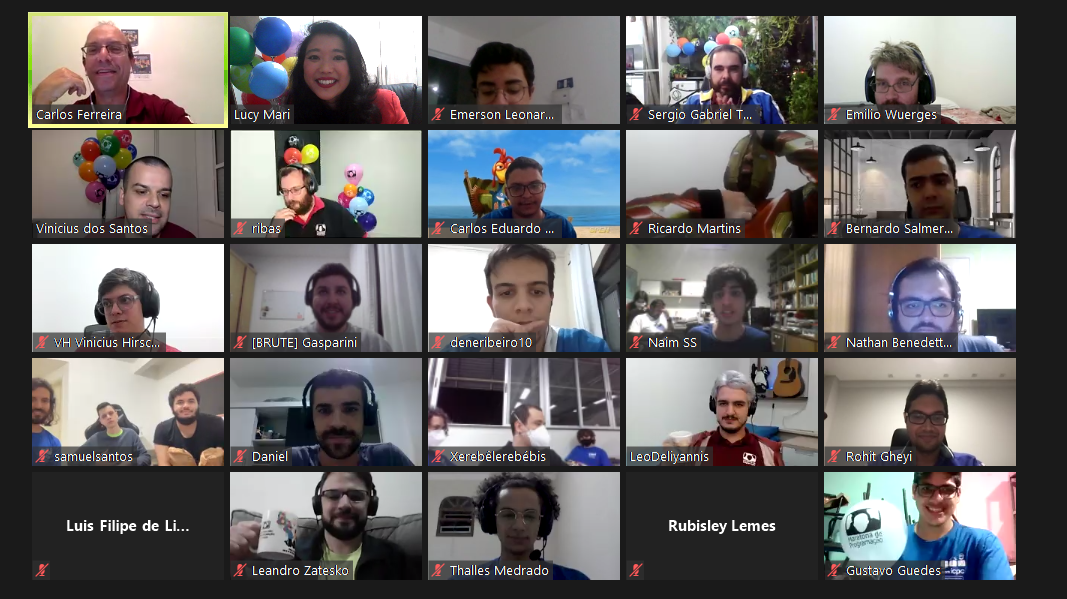 Carlos Ferreira
Lucy Mari
Emerson Leonar...
Sergio Gabriel T...
Emilio Wuerges
Vinicius dos Santos
ribas
Carlos Eduardo ...
Ricardo Martins
Bernardo Salmer...
VH Vinicius Hirsc...
[BRUTE] Gasparini
deneribeiro10
Naim SS
Nathan Benedett...
samuelsantos
Daniel
Xerebélerebébis
LeoDeliyannis
Rohit Gheyi
Luis Filipe de Li...
Leandro Zatesko
Thalles Medrado
Rubisley Lemes
Maratona de
Programação
icpc
Gustavo Guedes